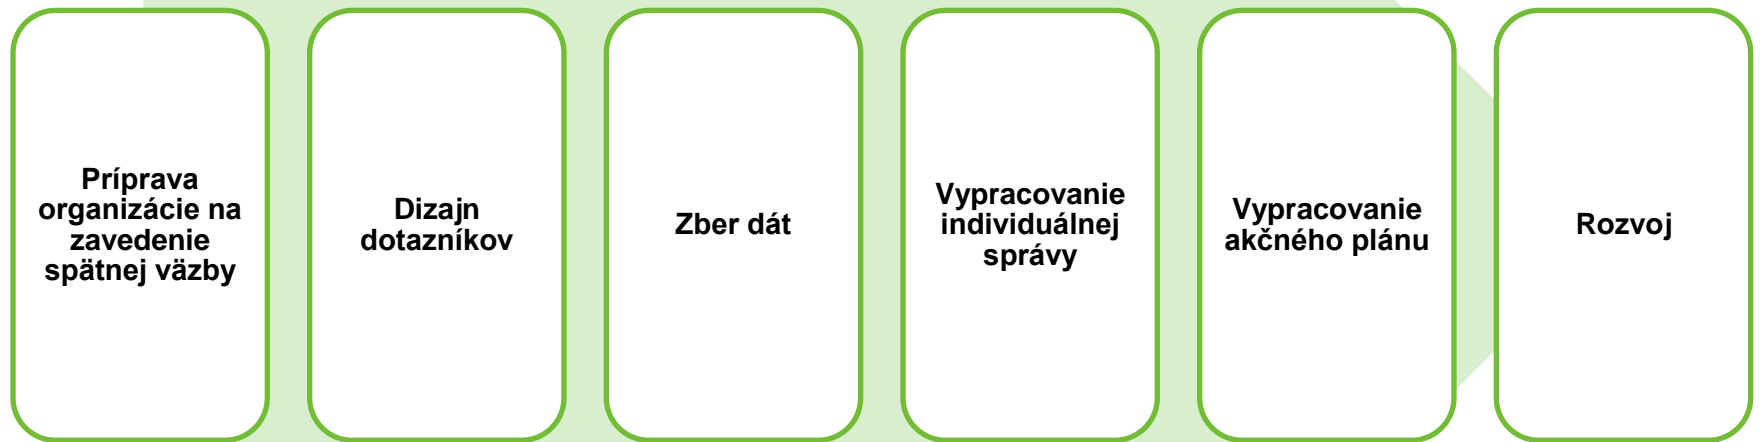 Príprava
organizácie na
zavedenie
spätnej väzby
Dizajn
dotazníkov
Zber dát
Vypracovanie
individuálnej
správy
Vypracovanie
akčného plánu
Rozvoj